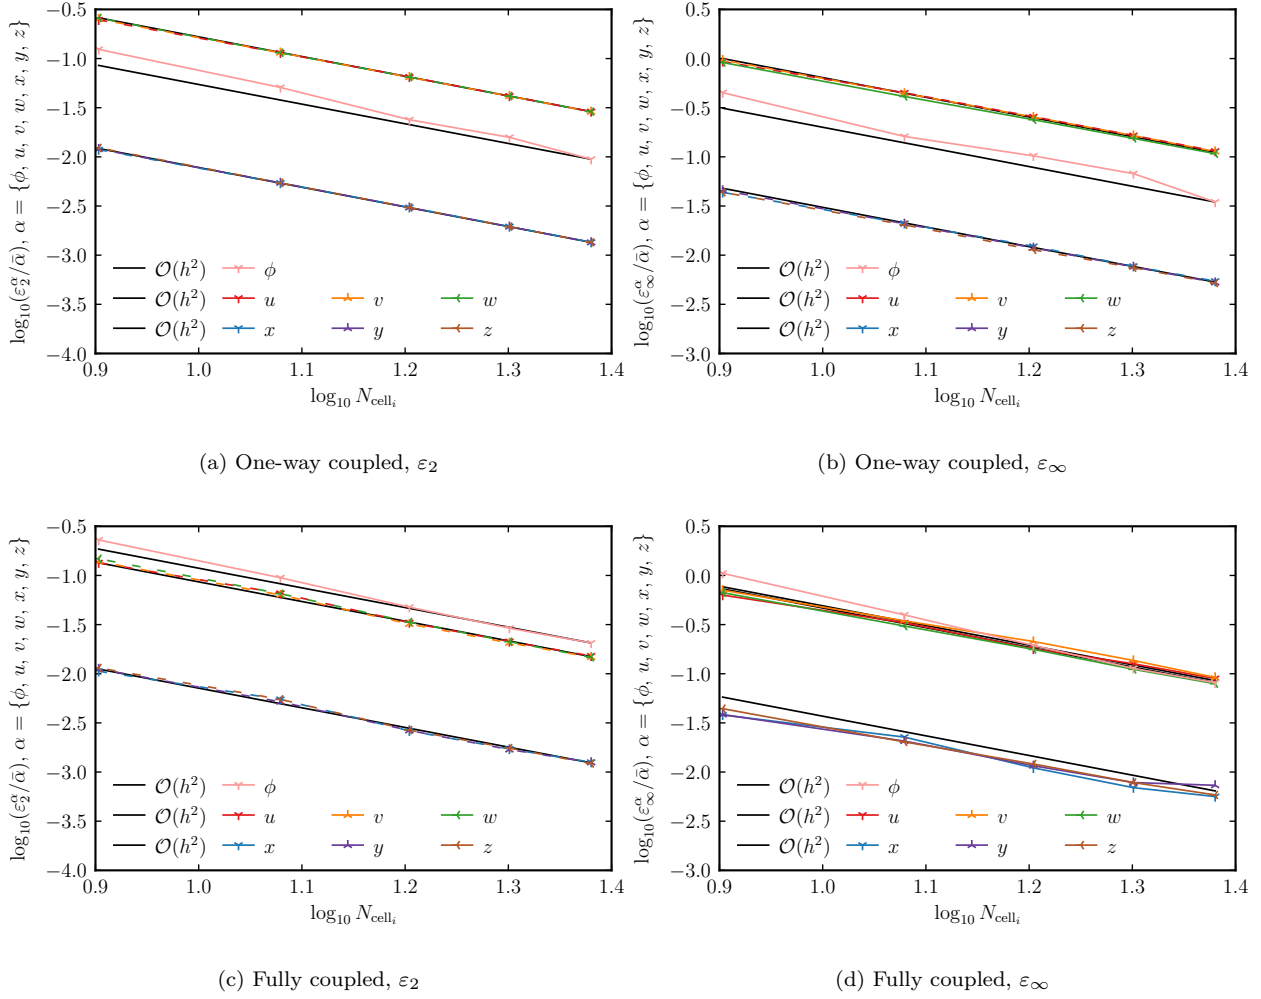 −0.5
−1.0
−1.5
−2.0
−2.5
−3.0
−3.5
−4.0
log₁₀(ε₂^α/ᾱ), α = {ϕ, u, v, w, x, y, z}
𝒪(h²) ϕ
𝒪(h²) u v w
𝒪(h²) x y z
0.9 1.0 1.1 1.2 1.3 1.4
log₁₀ N_cellᵢ
(a) One-way coupled, ε₂
0.5
0.0
−0.5
−1.0
−1.5
−2.0
−2.5
−3.0
log₁₀(ε∞^α/ᾱ), α = {ϕ, u, v, w, x, y, z}
𝒪(h²) ϕ
𝒪(h²) u v w
𝒪(h²) x y z
0.9 1.0 1.1 1.2 1.3 1.4
log₁₀ N_cellᵢ
(b) One-way coupled, ε∞
−0.5
−1.0
−1.5
−2.0
−2.5
−3.0
−3.5
−4.0
log₁₀(ε₂^α/ᾱ), α = {ϕ, u, v, w, x, y, z}
𝒪(h²) ϕ
𝒪(h²) u v w
𝒪(h²) x y z
0.9 1.0 1.1 1.2 1.3 1.4
log₁₀ N_cellᵢ
(c) Fully coupled, ε₂
0.5
0.0
−0.5
−1.0
−1.5
−2.0
−2.5
−3.0
log₁₀(ε∞^α/ᾱ), α = {ϕ, u, v, w, x, y, z}
𝒪(h²) ϕ
𝒪(h²) u v w
𝒪(h²) x y z
0.9 1.0 1.1 1.2 1.3 1.4
log₁₀ N_cellᵢ
(d) Fully coupled, ε∞